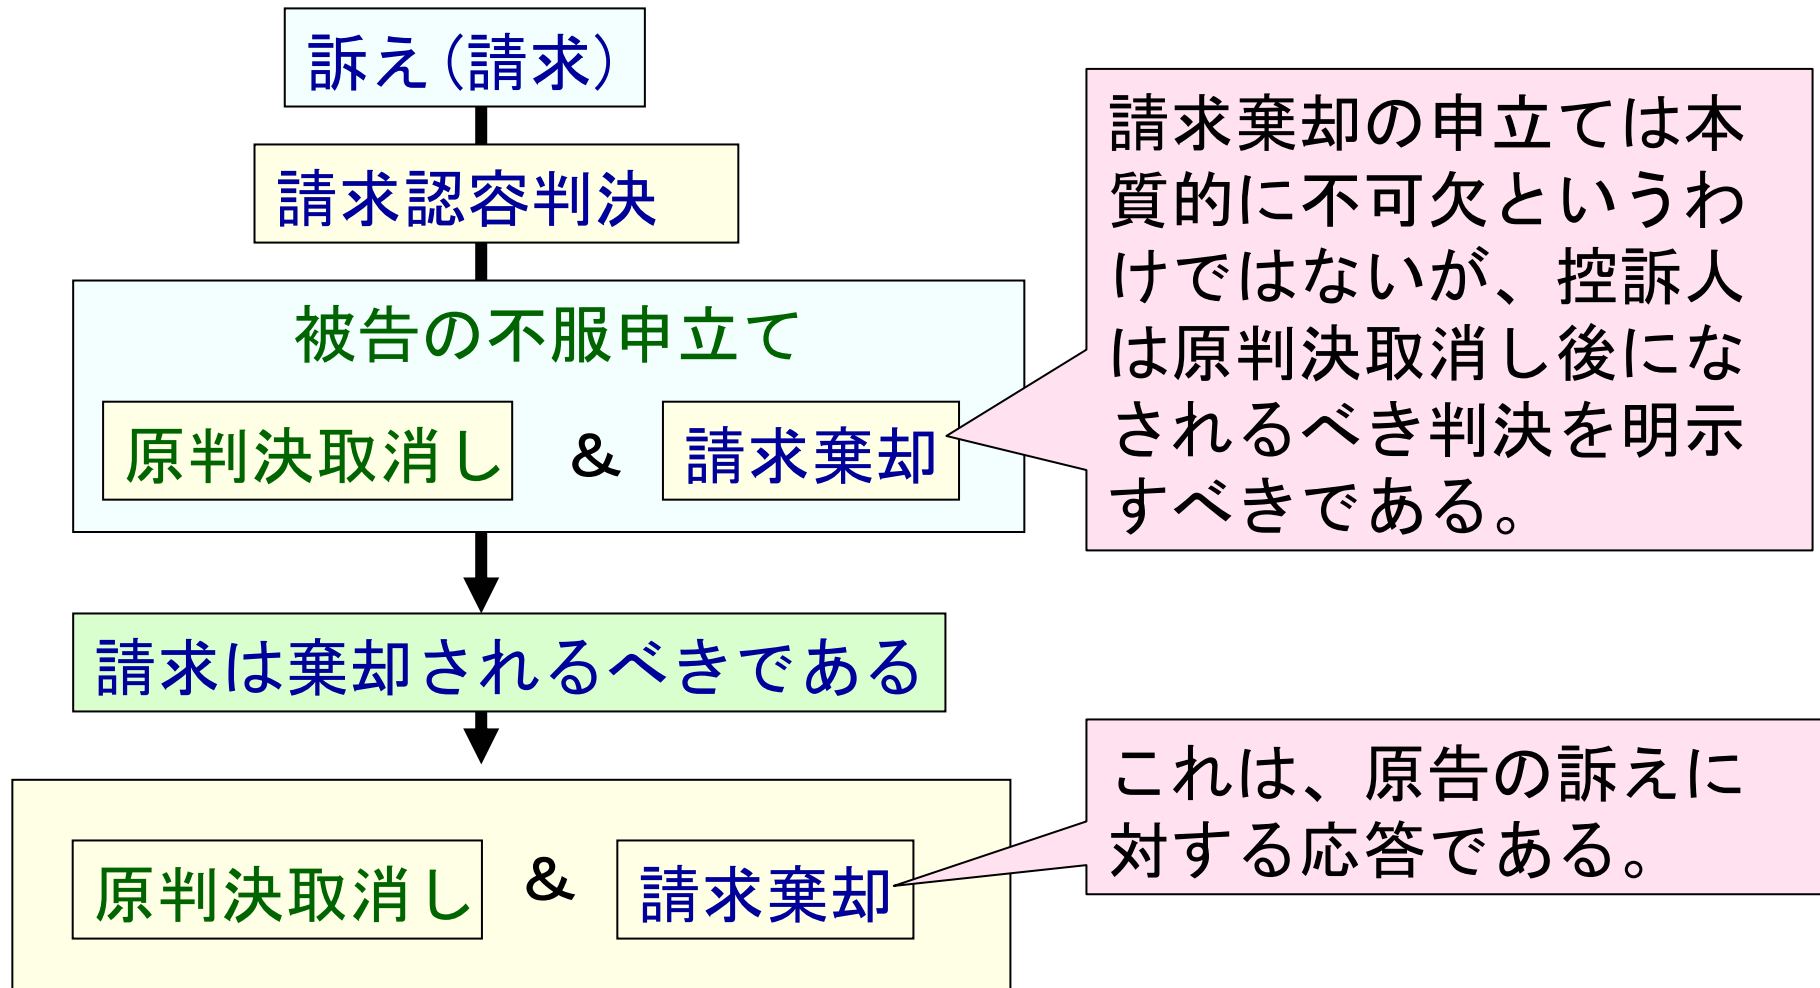 訴え(請求)
請求認容判決
被告の不服申立て
原判決取消し & 請求棄却
請求棄却の申立ては本
質的に不可欠というわ
けではないが、控訴人
は原判決取消し後にな
されるべき判決を明示
すべきである。
請求は棄却されるべきである
原判決取消し & 請求棄却
これは、原告の訴えに
対する応答である。